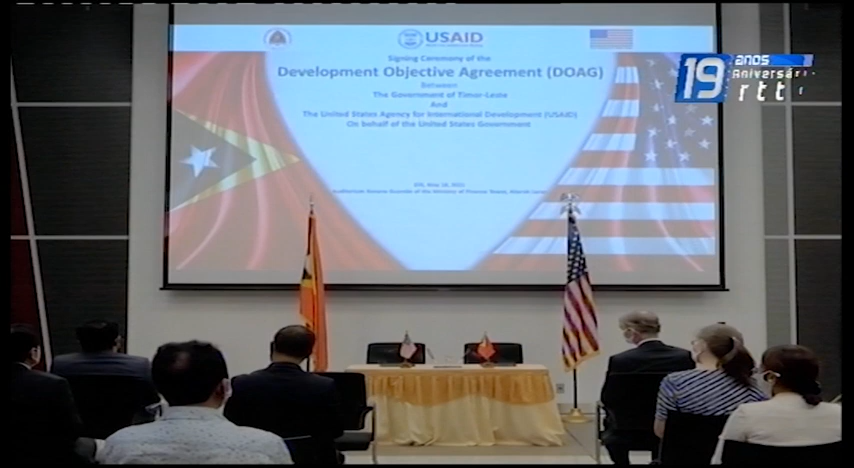 USAID
Signing Ceremony of the
Development Objective Agreement (DOAG)
Between
The Government of Timor-Leste
And
The United States Agency for International Development (USAID)
On behalf of the United States Government
19 anos
Aniversári
rtt